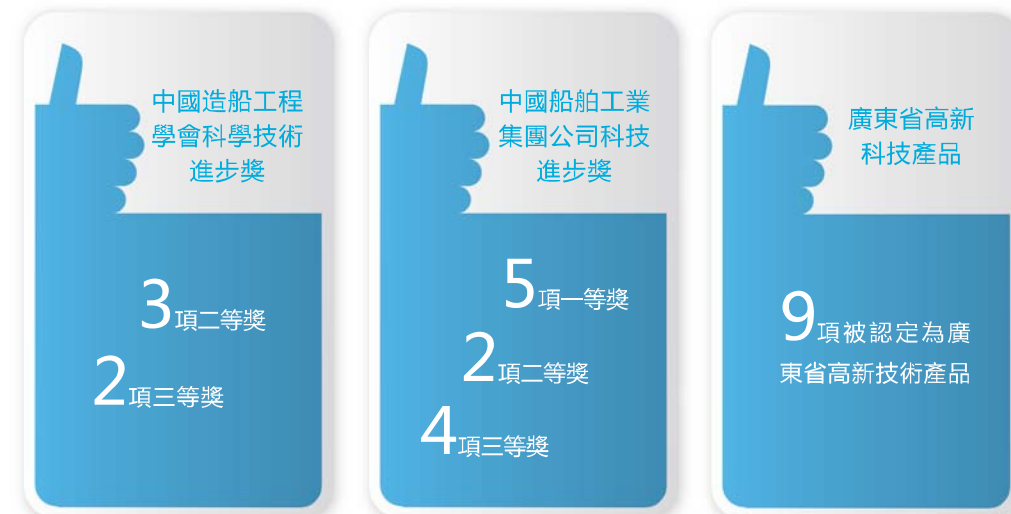 中國造船工程
學會科學技術
進步獎
3項二等獎
2項三等獎
中國船舶工業
集團公司科技
進步獎
5項一等獎
2項二等獎
4項三等獎
廣東省高新
科技產品
9項被認定為廣
東省高新技術產品